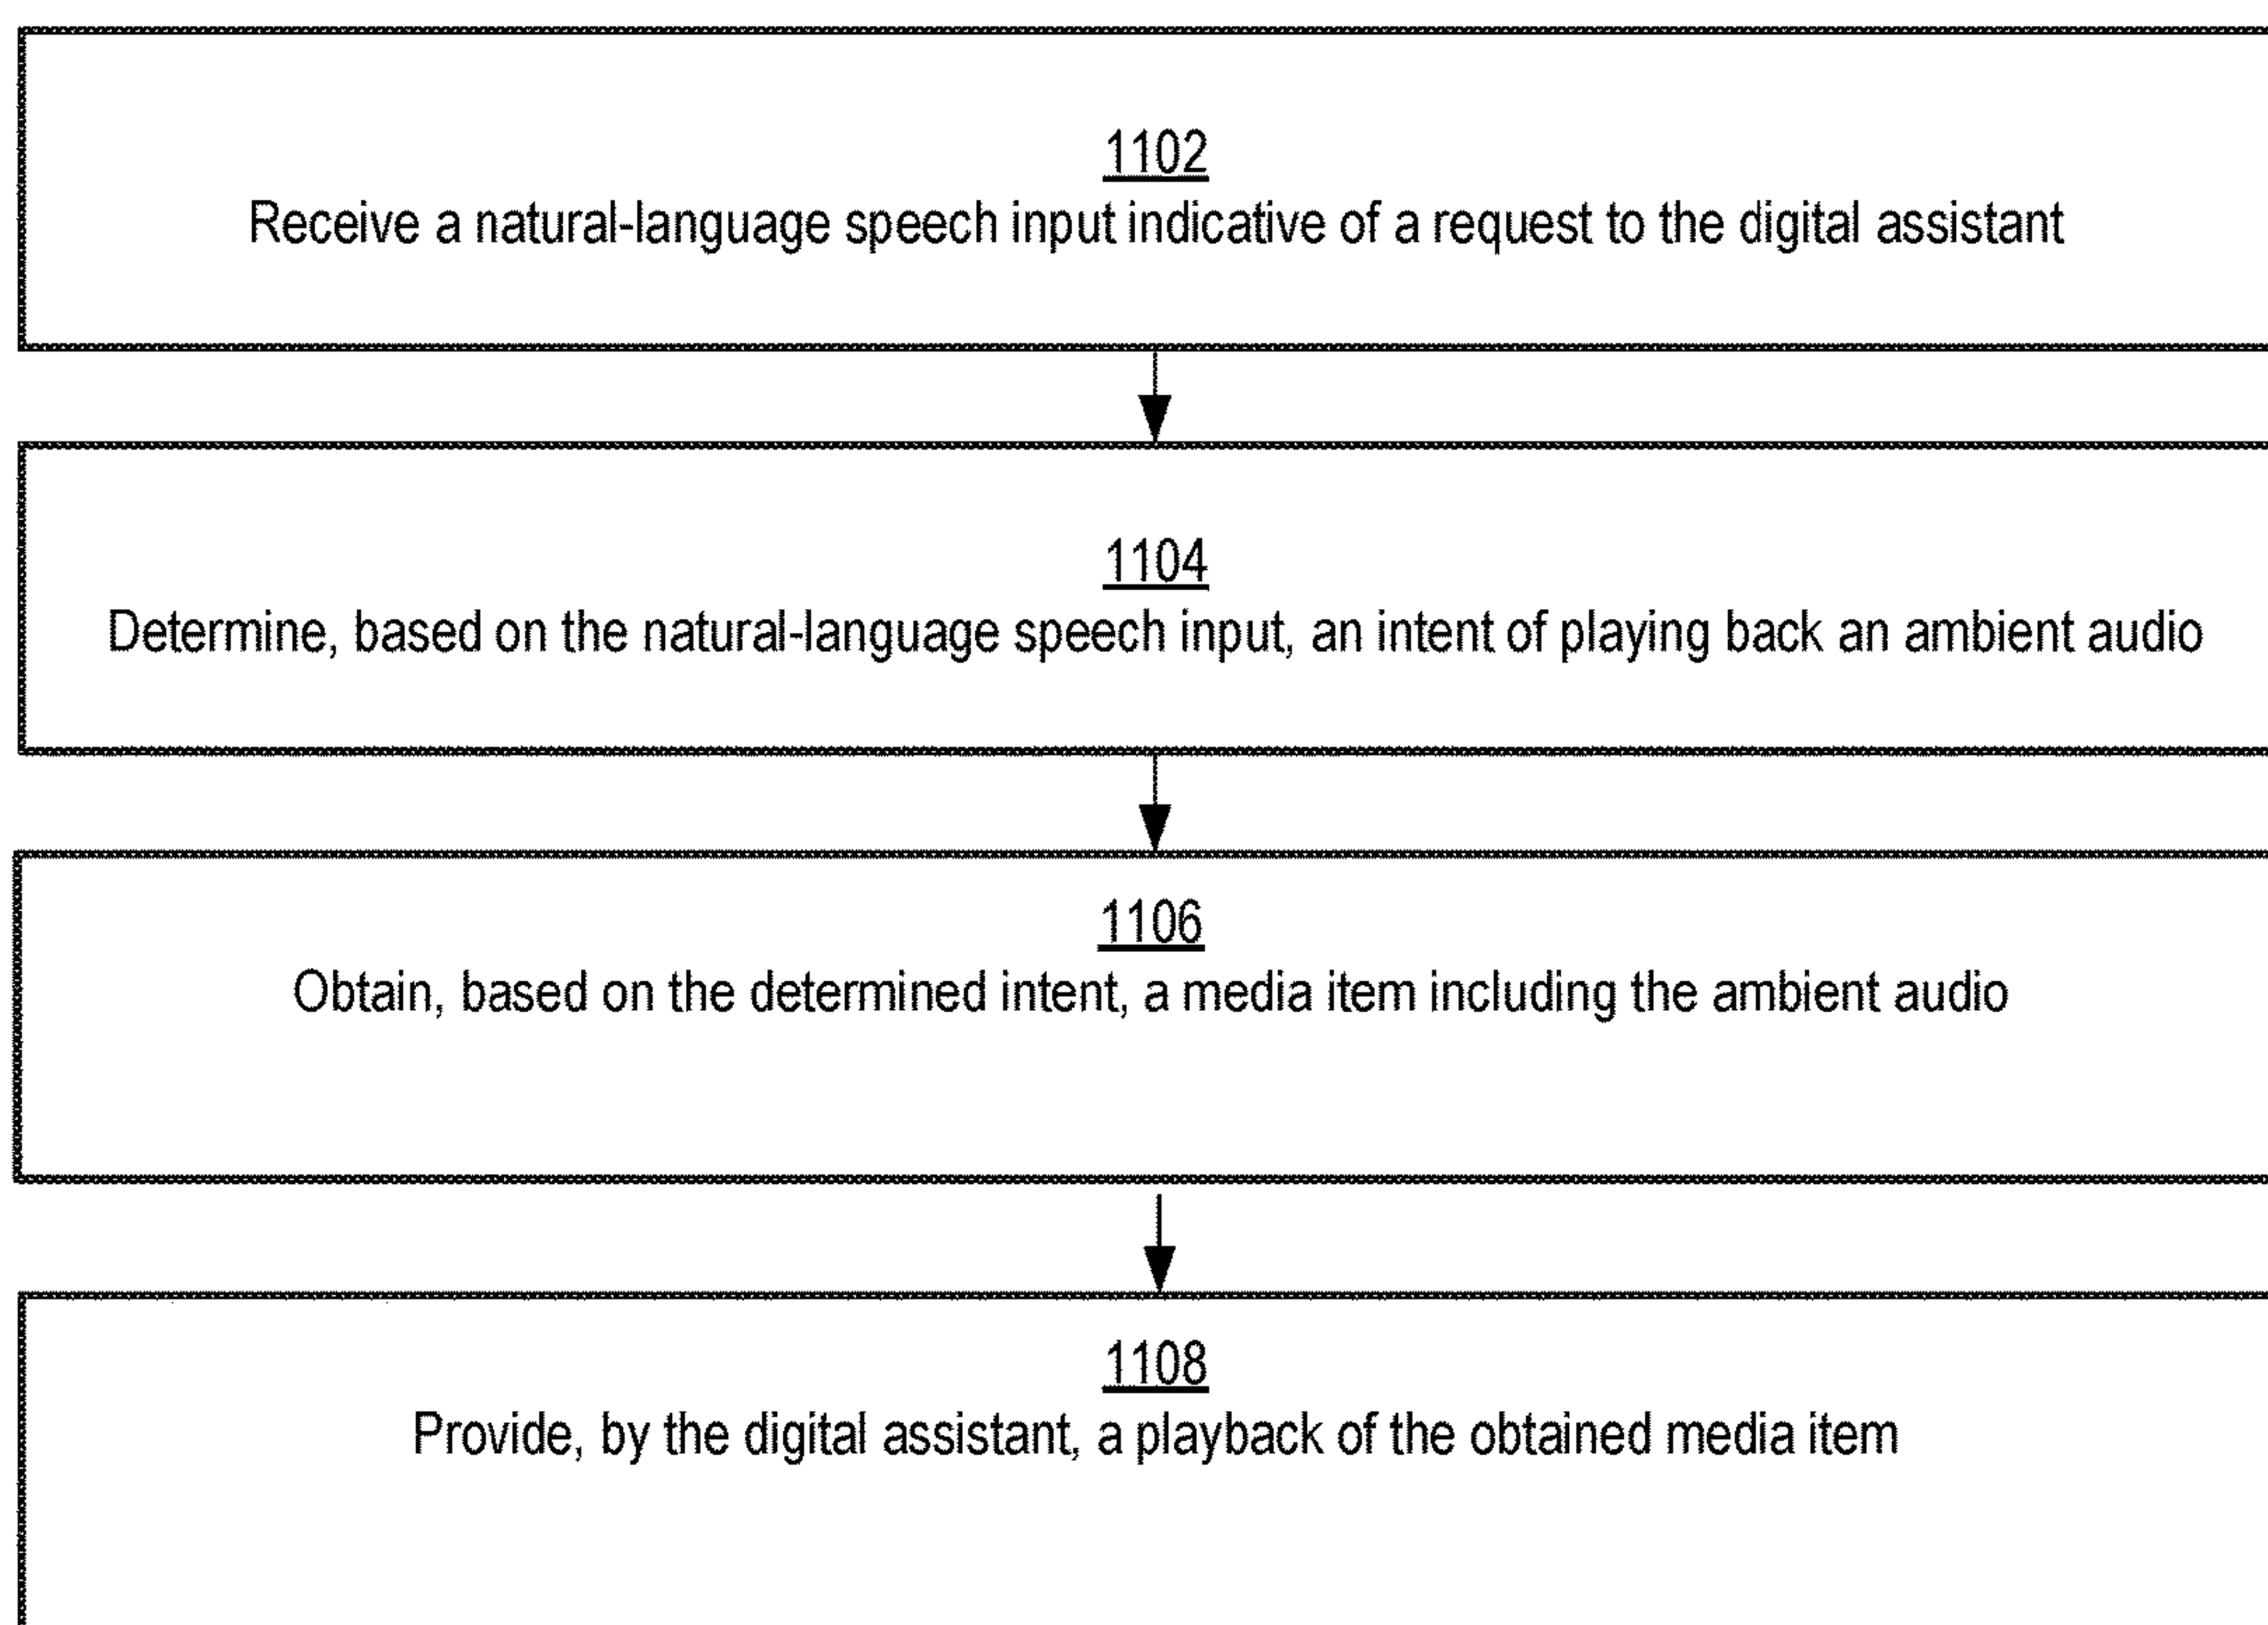 1102
Receive a natural-language speech input indicative of a request to the digital assistant
1104
Determine, based on the natural-language speech input, an intent of playing back an ambient audio
1106
Obtain, based on the determined intent, a media item including the ambient audio
1108
Provide, by the digital assistant, a playback of the obtained media item